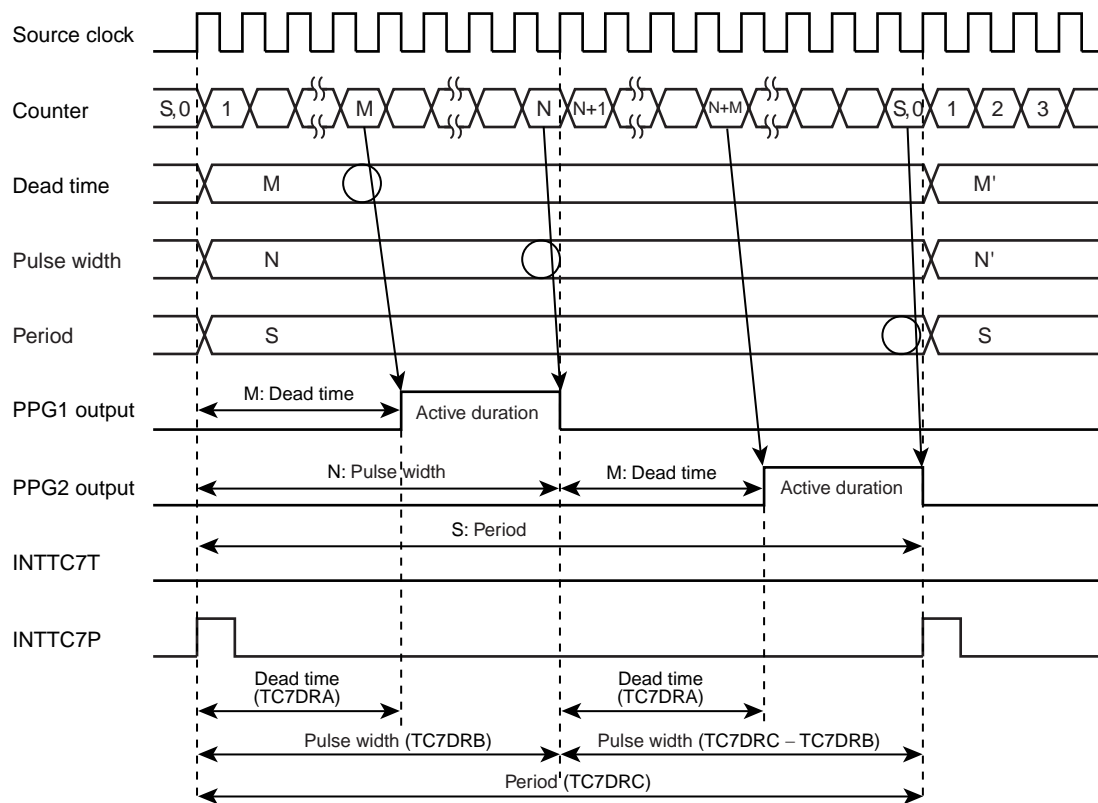 Source clock
Counter S,0 1 M N N+1 N+M S,0 1 2 3
Dead time M M'
Pulse width N N'
Period S S
M: Dead time
PPG1 output Active duration
N: Pulse width M: Dead time
PPG2 output Active duration
S: Period
INTTC7T
INTTC7P
Dead time Dead time
(TC7DRA) (TC7DRA)
Pulse width (TC7DRB) Pulse width (TC7DRC – TC7DRB)
Period (TC7DRC)